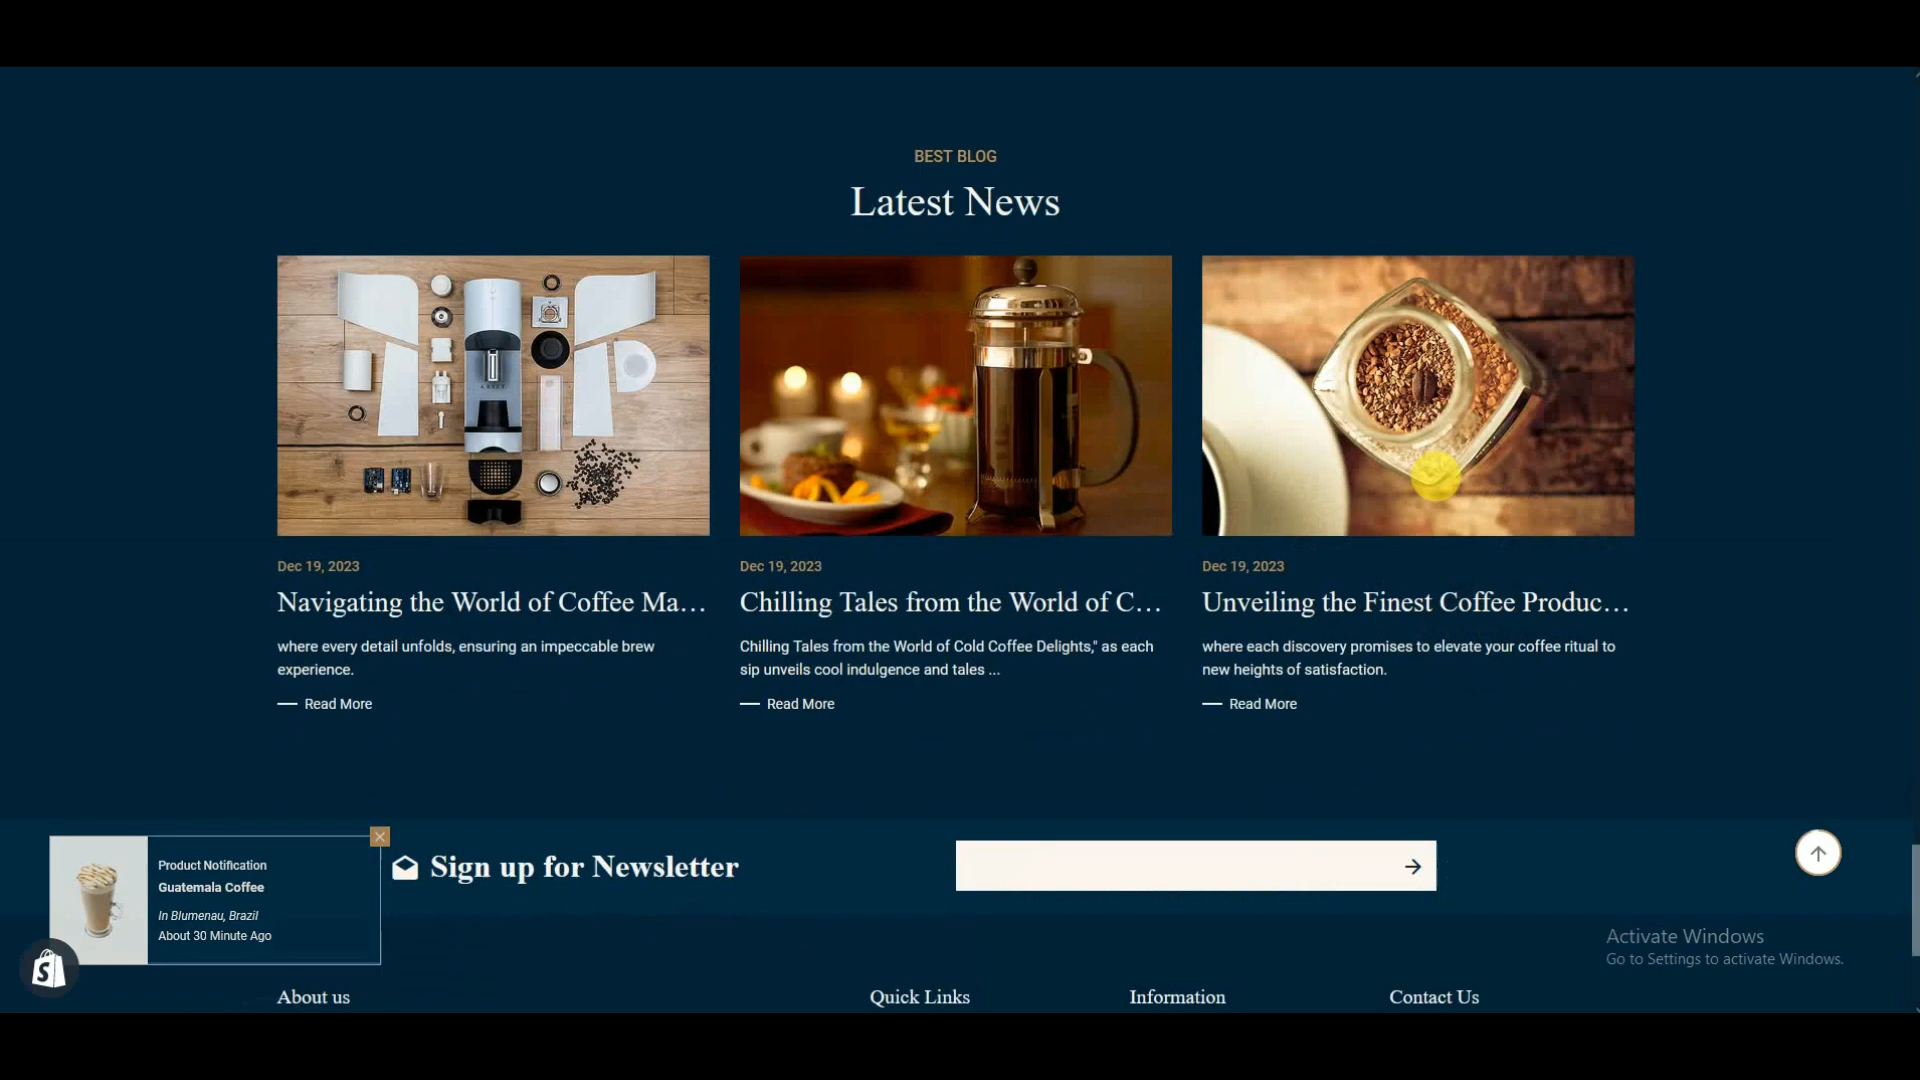 BEST BLOG
Latest News
Dec 19, 2023
Navigating the World of Coffee Ma...
where every detail unfolds, ensuring an impeccable brew
experience.
Read More
Dec 19, 2023
Chilling Tales from the World of C...
Chilling Tales from the World of Cold Coffee Delights," as each
sip unveils cool indulgence and tales ...
Read More
Dec 19, 2023
Unveiling the Finest Coffee Produc...
where each discovery promises to elevate your coffee ritual to
new heights of satisfaction.
Read More
Product Notification
Guatemala Coffee
In Blumenau, Brazil
About 30 Minute Ago
Sign up for Newsletter
Activate Windows
Go to Settings to activate Windows.
About us
Quick Links
Information
Contact Us